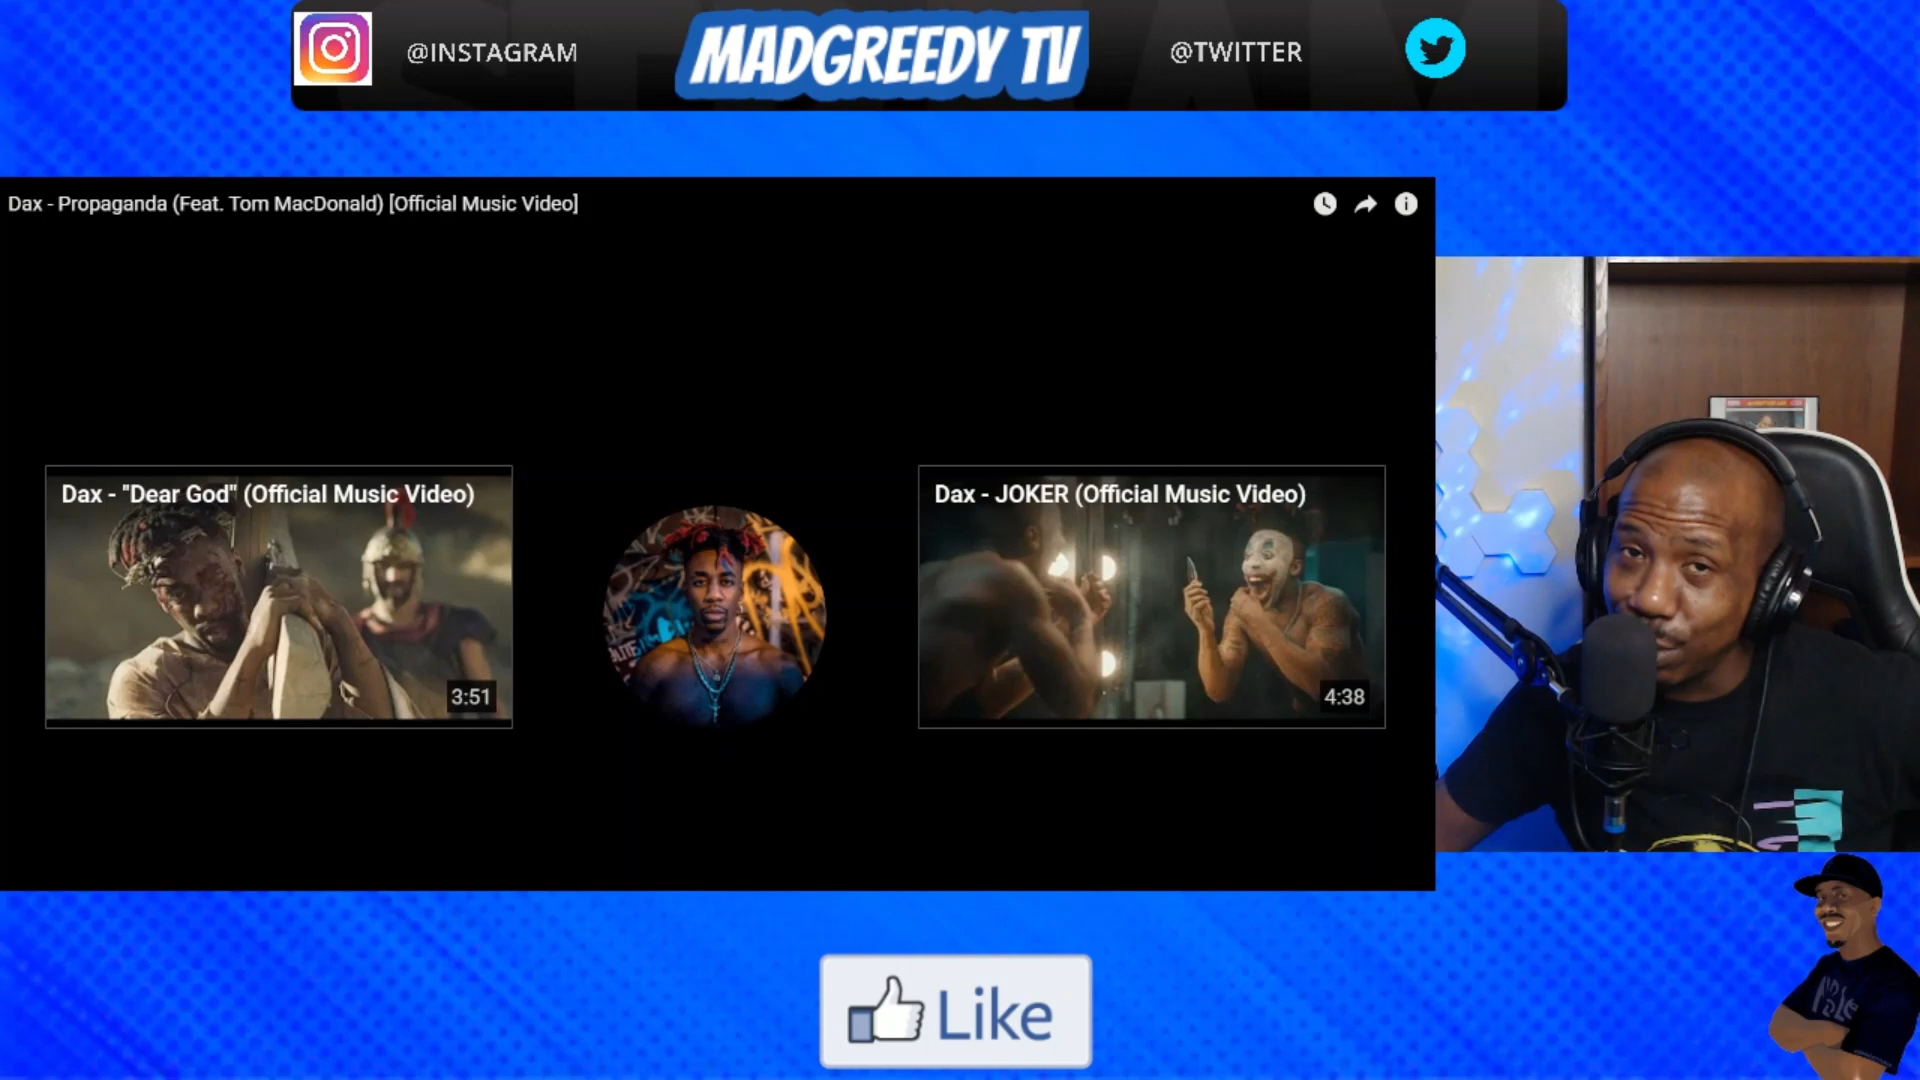 @INSTAGRAM
MADGREEDY TV
@TWITTER
Dax - Propaganda (Feat. Tom MacDonald) [Official Music Video]
Dax - "Dear God" (Official Music Video)
3:51
Dax - JOKER (Official Music Video)
4:38
Like